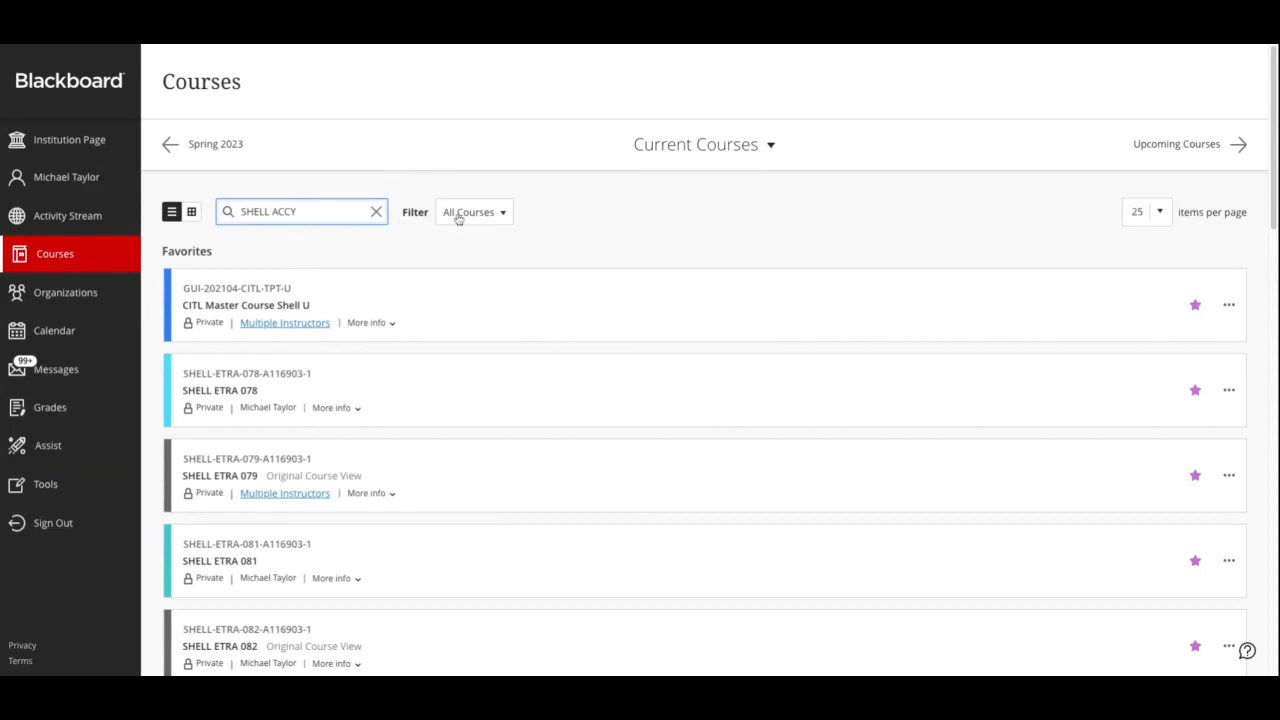 Blackboard
Institution Page
Michael Taylor
Activity Stream
Courses
Organizations
Calendar
99+
Messages
Grades
Assist
Tools
Sign Out
Privacy
Terms
Courses
Spring 2023
Current Courses
Upcoming Courses
SHELL ACCY
Filter
All Courses
25
items per page
Favorites
GUI-202104-CITL-TPT-U
CITL Master Course Shell U
Private | Multiple Instructors | More info
SHELL-ETRA-078-A116903-1
SHELL ETRA 078
Private | Michael Taylor | More info
SHELL-ETRA-079-A116903-1
SHELL ETRA 079 Original Course View
Private | Multiple Instructors | More info
SHELL-ETRA-081-A116903-1
SHELL ETRA 081
Private | Michael Taylor | More info
SHELL-ETRA-082-A116903-1
SHELL ETRA 082 Original Course View
Private | Michael Taylor | More info